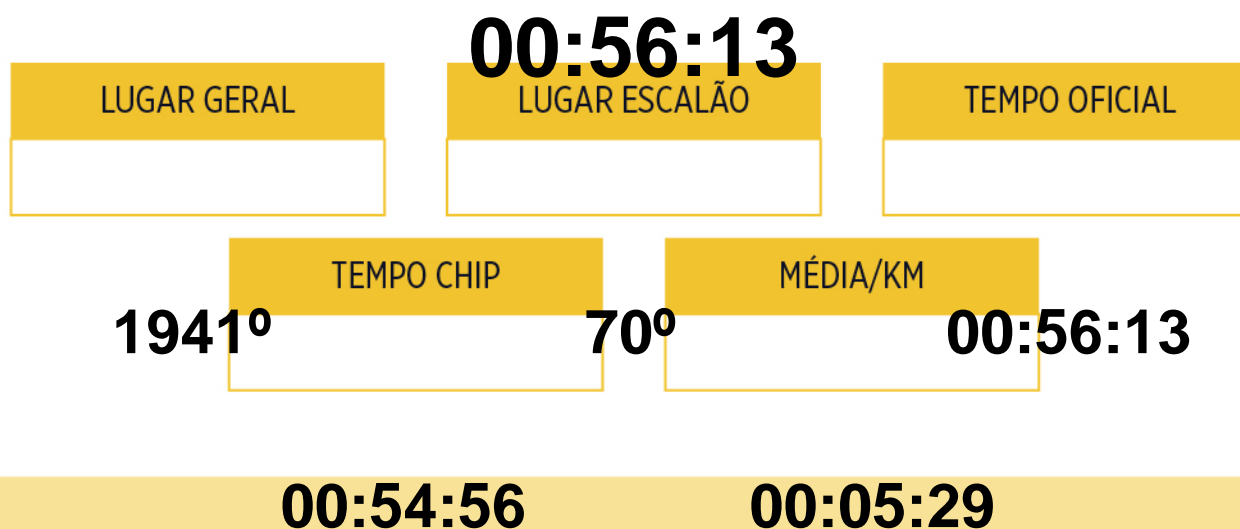 00:56:13
LUGAR GERAL LUGAR ESCALÃO TEMPO OFICIAL
TEMPO CHIP MÉDIA/KM
1941º 70º 00:56:13
00:54:56 00:05:29